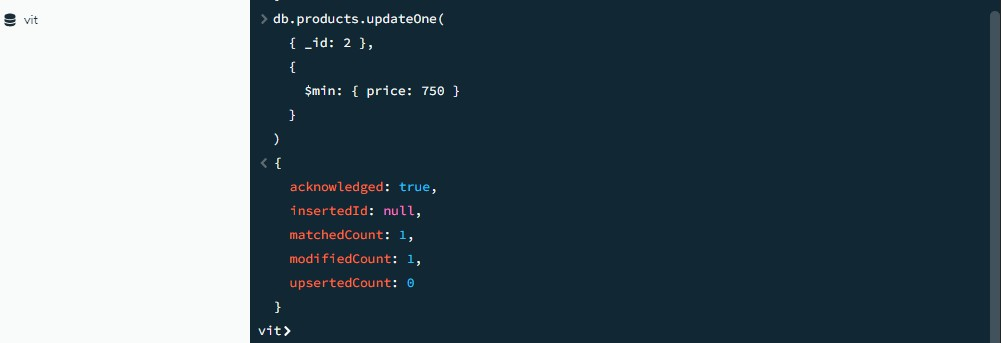 vit
> db.products.updateOne(
{ _id: 2 },
{
$min: { price: 750 }
}
)
< {
acknowledged: true,
insertedId: null,
matchedCount: 1,
modifiedCount: 1,
upsertedCount: 0
}
vit>